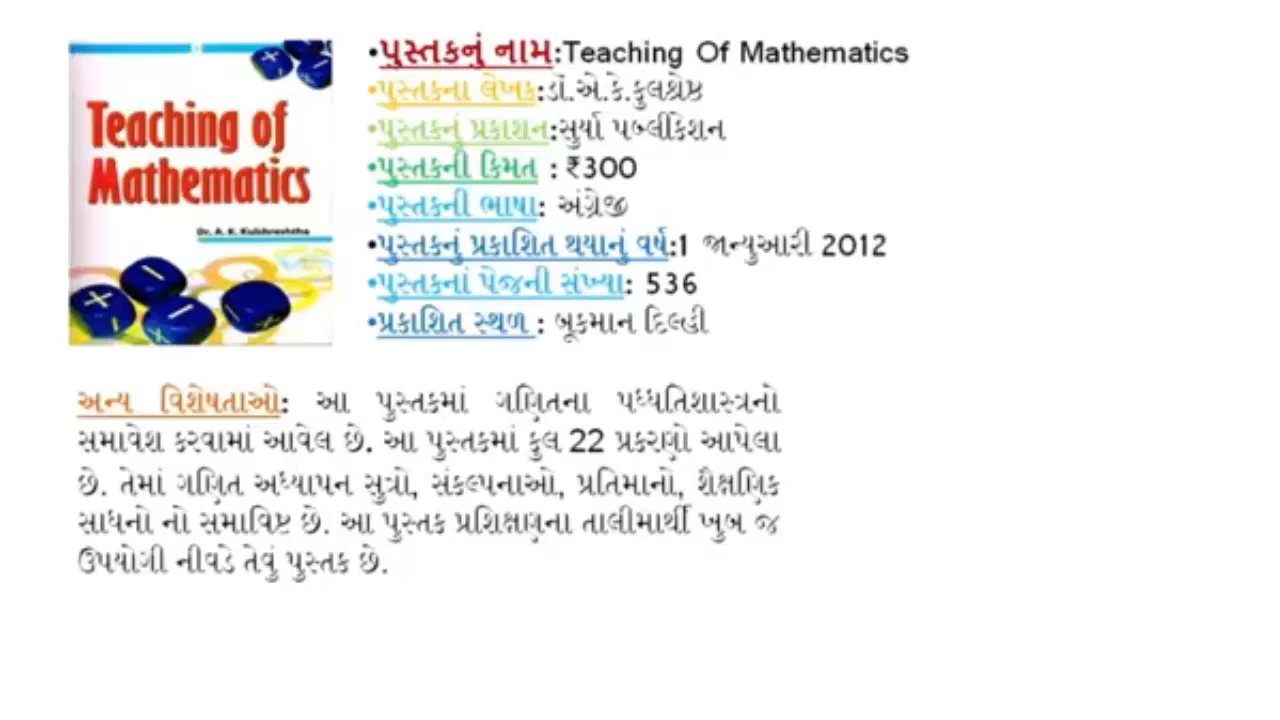 Teaching of
Mathematics
Dr. A. K. Kulshreshtha
•પુસ્તકનું નામ:Teaching Of Mathematics
•પુસ્તકના લેખક:ડૉ.એ.કે.કુલશ્રેષ્ઠ
•પુસ્તકનું પ્રકાશન:સુર્યા પબ્લીકેશન
•પુસ્તકની કિંમત : ₹300
•પુસ્તકની ભાષા: અંગ્રેજી
•પુસ્તકનું પ્રકાશિત થયાનું વર્ષ:1 જાન્યુઆરી 2012
•પુસ્તકનાં પેજની સંખ્યા: 536
•પ્રકાશિત સ્થળ : બૂકમાન દિલ્હી
અન્ય વિશેષતાઓ: આ પુસ્તકમાં ગણિતના પધ્ધતિશાસ્ત્રનો
સમાવેશ કરવામાં આવેલ છે. આ પુસ્તકમાં કુલ 22 પ્રકરણો આપેલા
છે. તેમાં ગણિત અધ્યાપન સુત્રો, સંકલ્પનાઓ, પ્રતિમાનો, શૈક્ષણિક
સાધનો નો સમાવિષ્ટ છે. આ પુસ્તક પ્રશિક્ષણના તાલીમાર્થી ખુબ જ
ઉપયોગી નીવડે તેવું પુસ્તક છે.